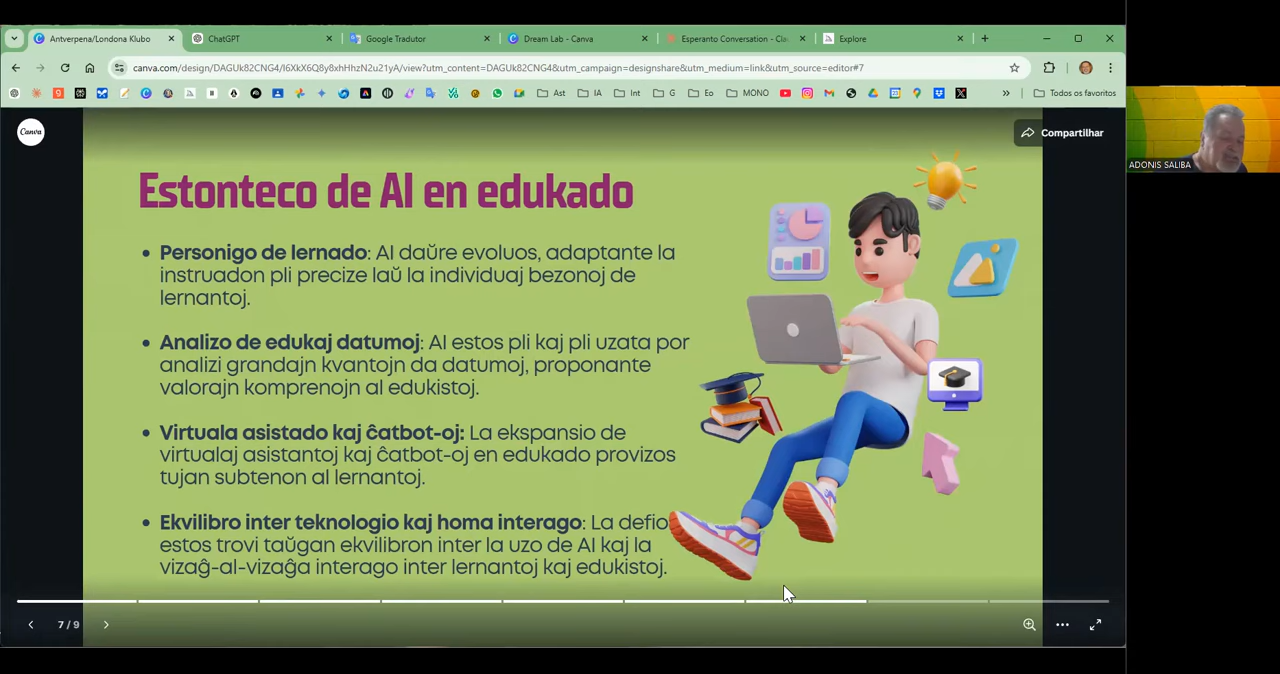 Antverpena/Londona Klubo
ChatGPT
Google Tradutor
Dream Lab - Canva
Esperanto Conversation - Cla
Explore
canva.com/design/DAGUk82CNG4/I6XkX6Q8y8xhHhzN2u21yA/view?utm_content=DAGUk82CNG4&utm_campaign=designshare&utm_medium=link&utm_source=editor#7
Ast
IA
Int
G
Eo
MONO
Todos os favoritos
Canva
Compartilhar
ADONIS SALIBA
Estonteco de AI en edukado
• Personigo de lernado: AI daŭre evoluos, adaptante la
instruadon pli precize laŭ la individuaj bezonoj de
lernantoj.
• Analizo de edukaj datumoj: AI estos pli kaj pli uzata por
analizi grandajn kvantojn da datumoj, proponante
valorajn komprenojn al edukistoj.
• Virtuala asistado kaj ĉatbot-oj: La ekspansio de
virtualaj asistantoj kaj ĉatbot-oj en edukado provizos
tujan subtenon al lernantoj.
• Ekvilibro inter teknologio kaj homa interago: La defio
estos trovi taŭgan ekvilibron inter la uzo de AI kaj la
vizaĝ-al-vizaĝa interago inter lernantoj kaj edukistoj.
7 / 9